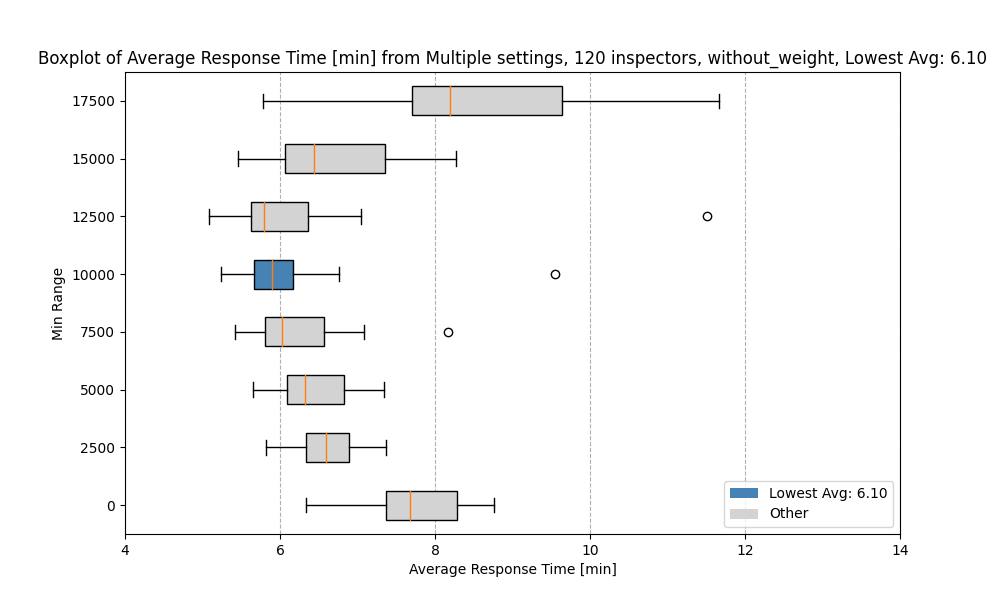 Boxplot of Average Response Time [min] from Multiple settings, 120 inspectors, without_weight, Lowest Avg: 6.10
17500
15000
12500
10000
7500
5000
2500
0
Min Range
4 6 8 10 12 14
Average Response Time [min]
Lowest Avg: 6.10
Other